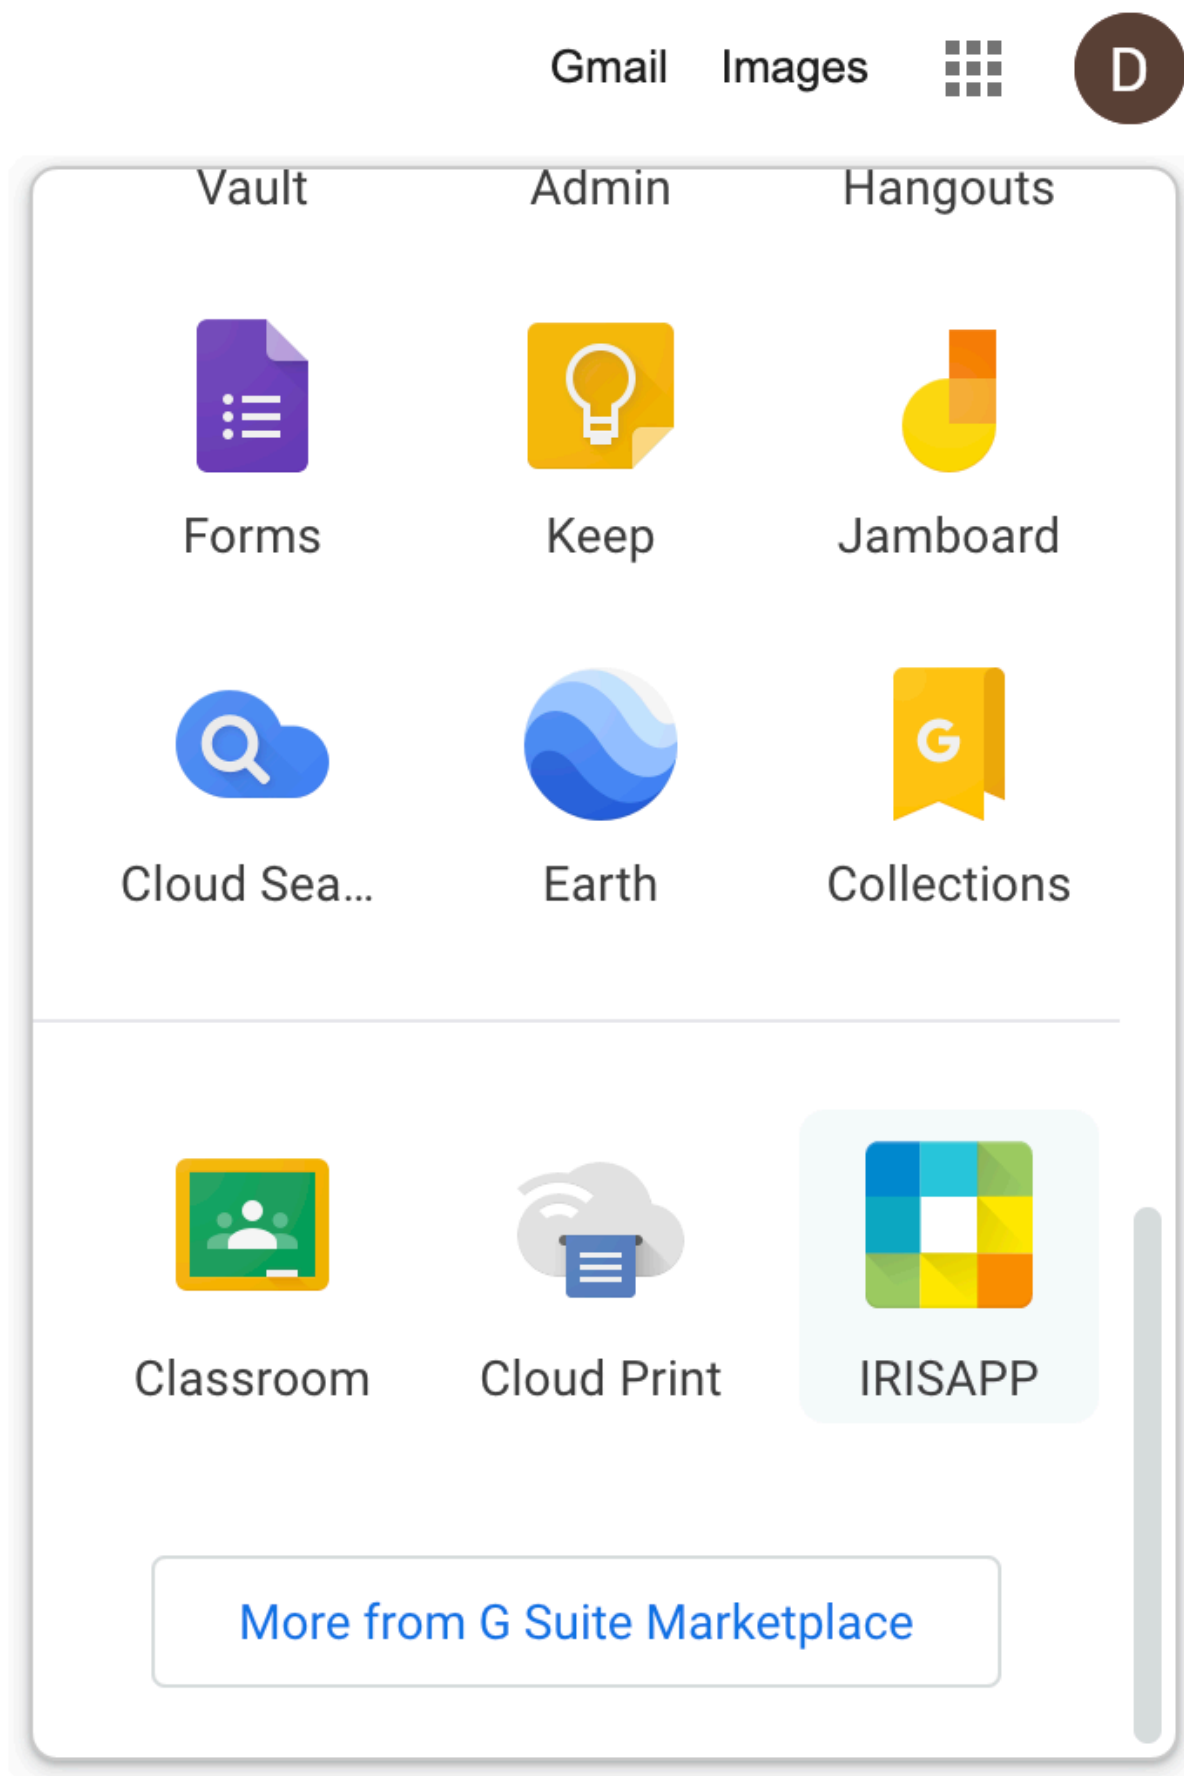 Gmail Images D
Vault Admin Hangouts
Forms Keep Jamboard
G
Cloud Sea... Earth Collections
Classroom Cloud Print IRISAPP
More from G Suite Marketplace